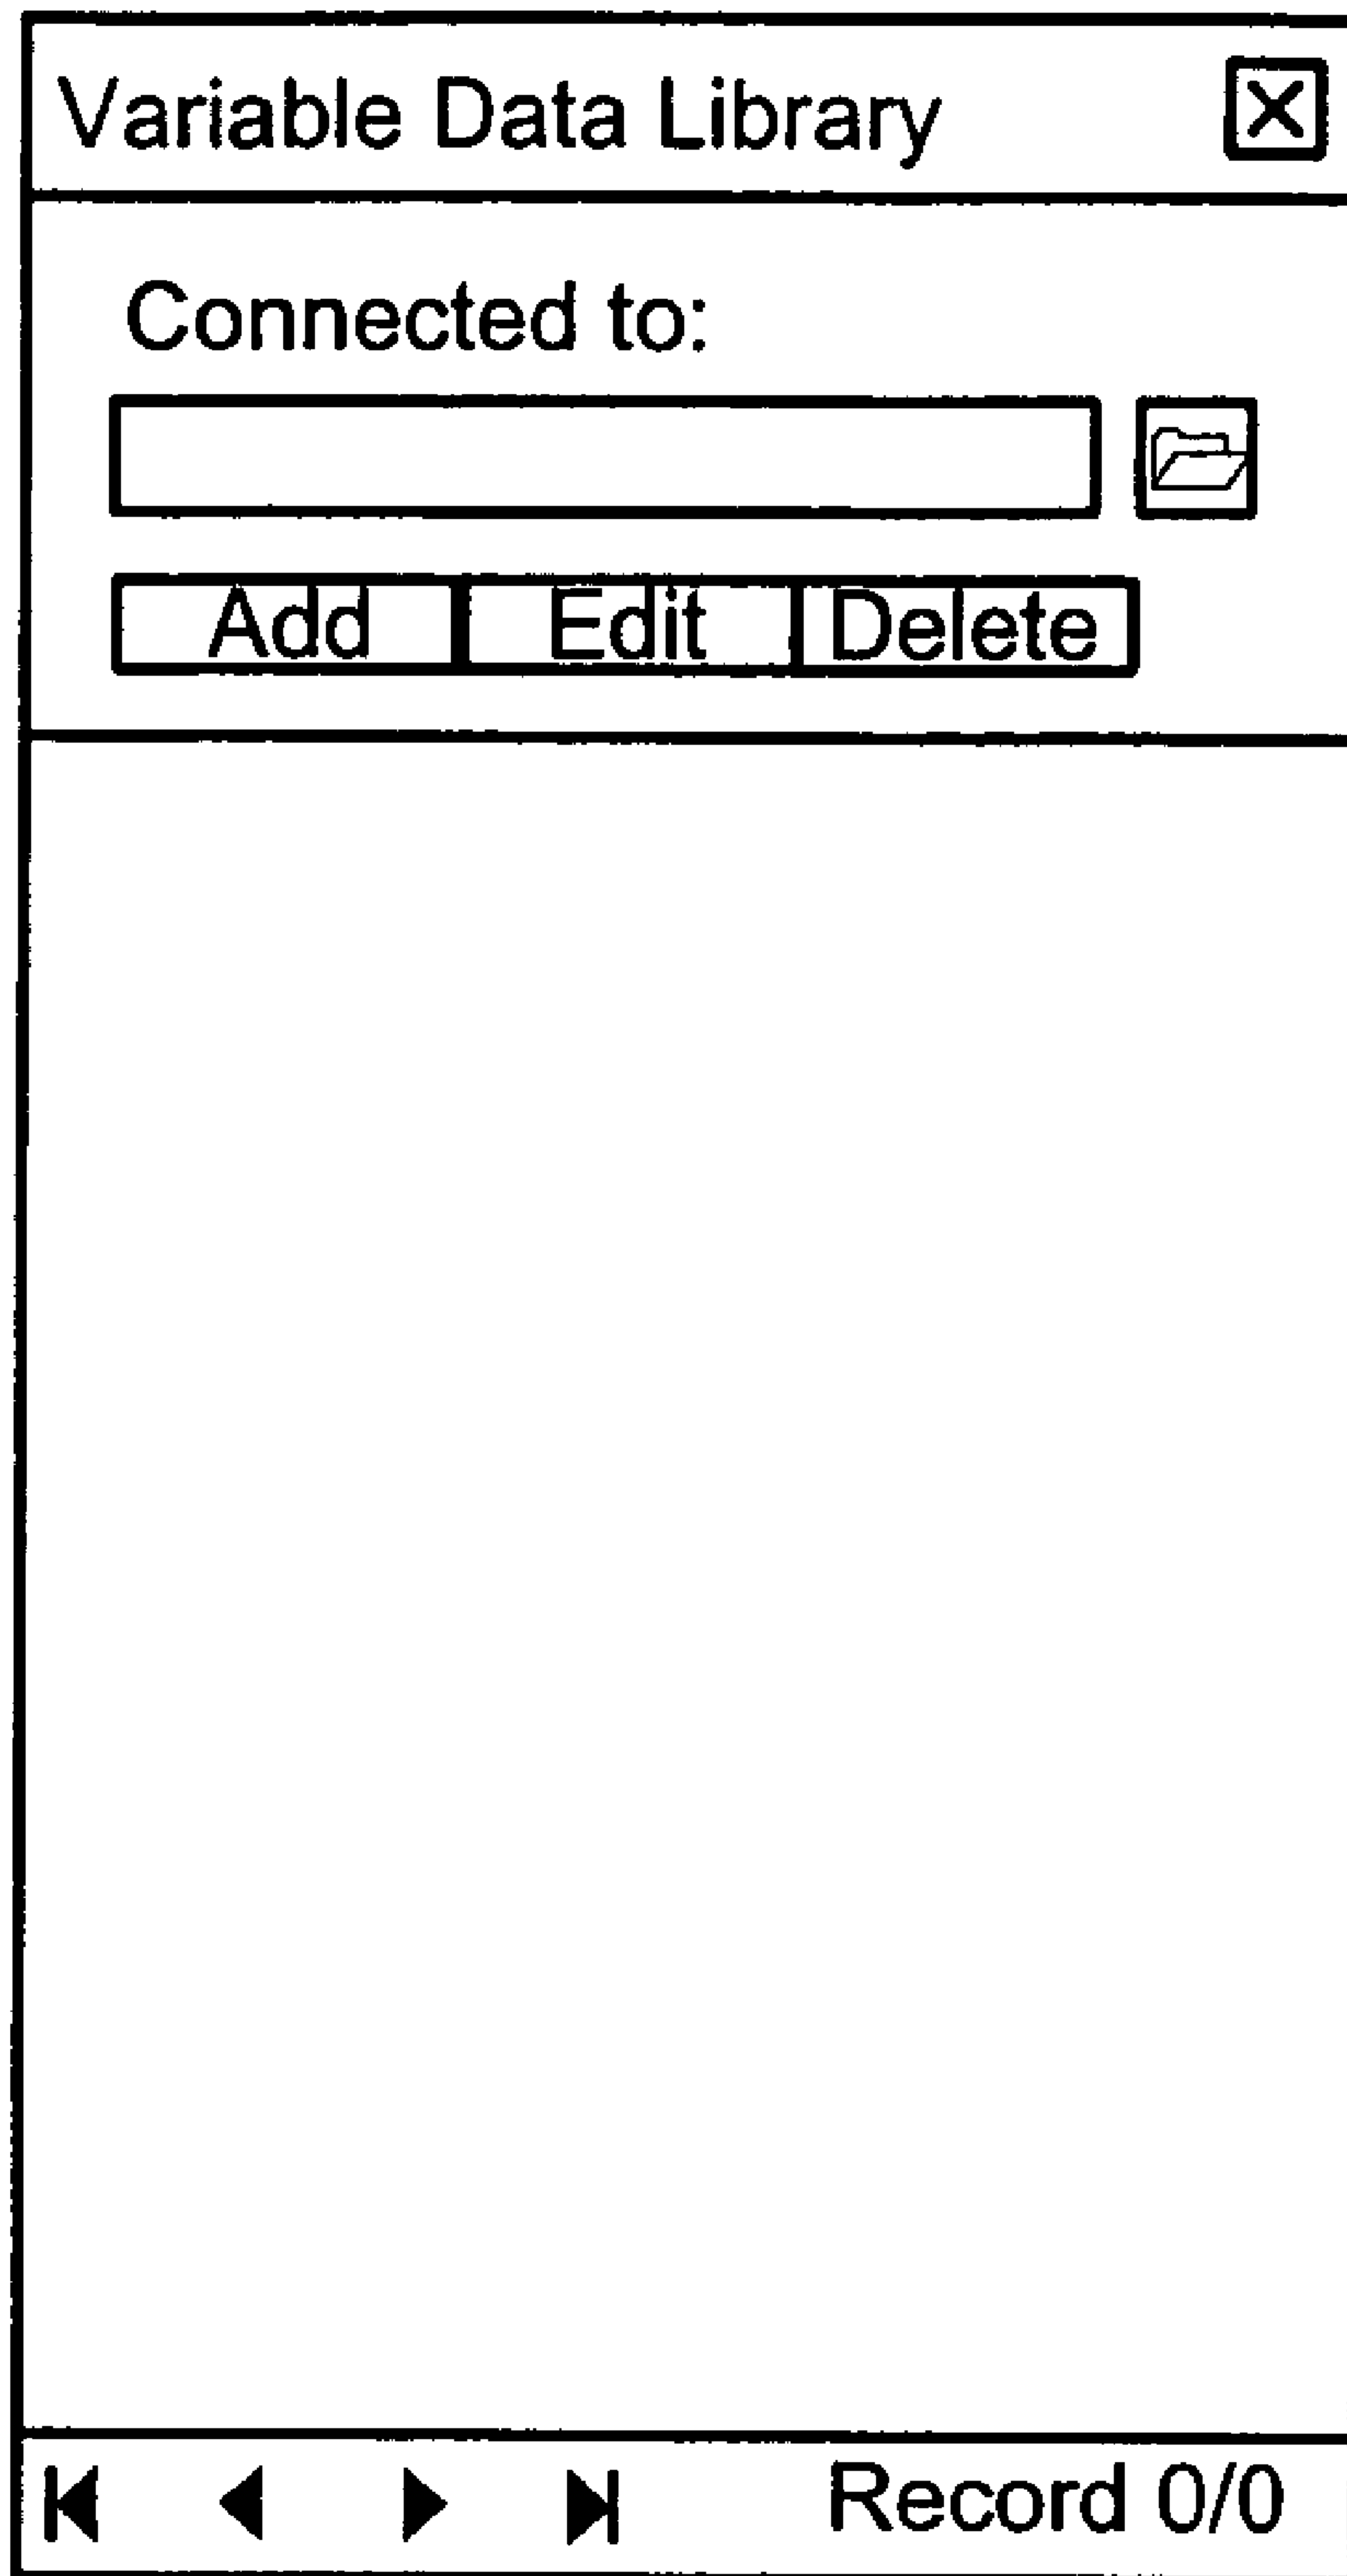 Variable Data Library
Connected to:
Add Edit Delete
Record 0/0